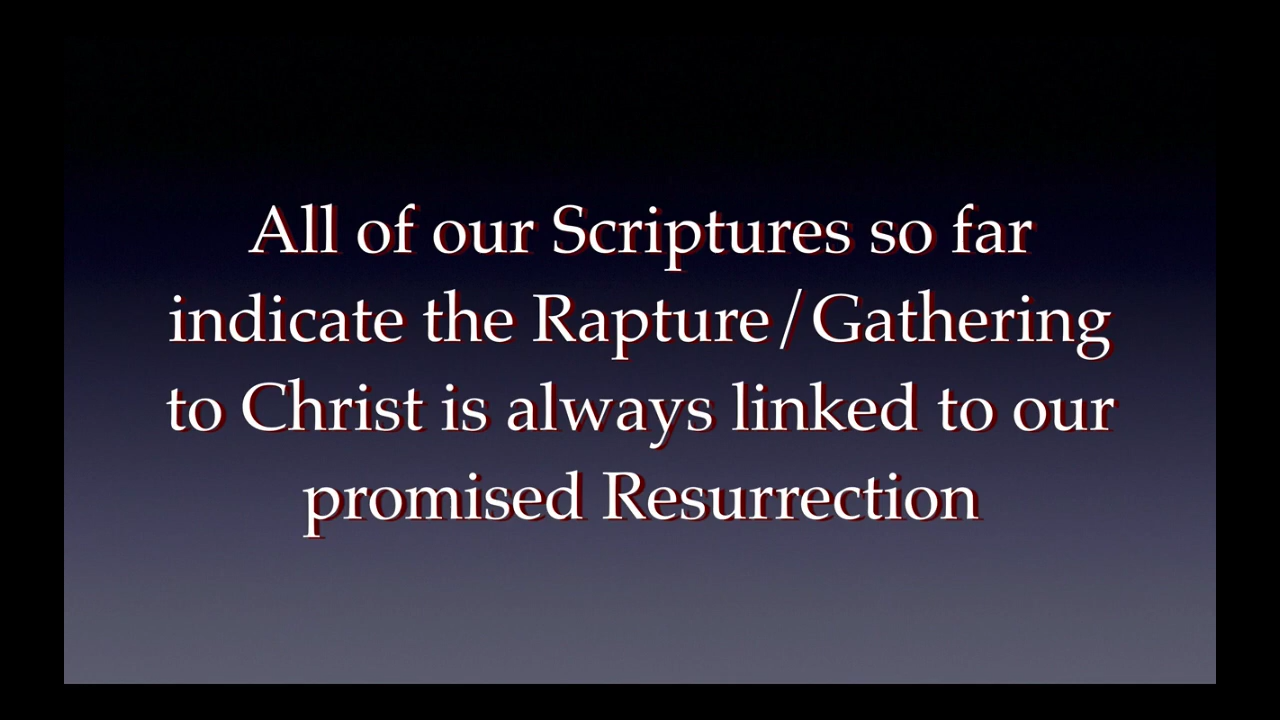 All of our Scriptures so far
indicate the Rapture/Gathering
to Christ is always linked to our
promised Resurrection